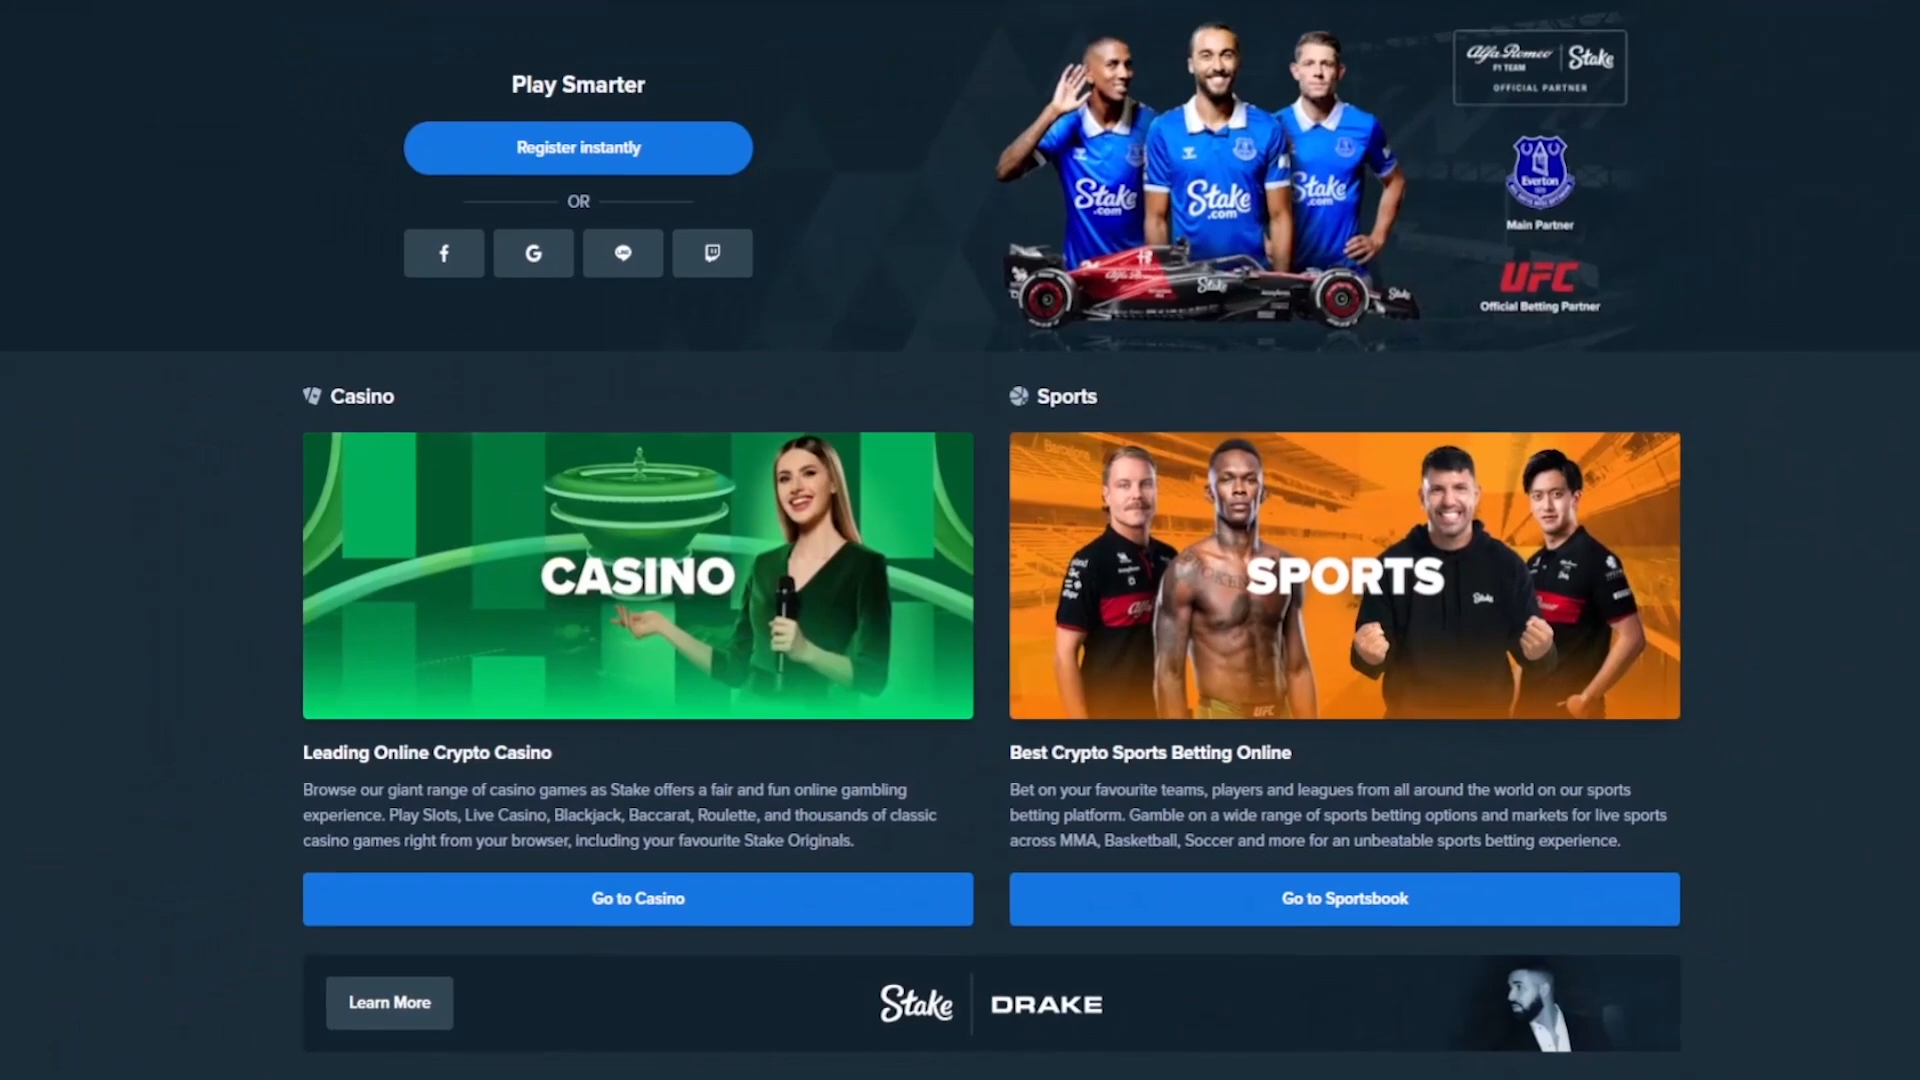 Play Smarter
Register instantly
OR
Alfa Romeo
F1 TEAM
Stake
OFFICIAL PARTNER
Everton
Main Partner
UFC
Official Betting Partner
Stake
.com
Stake
.com
Stake
.com
Stake
Stake
Casino
CASINO
Leading Online Crypto Casino
Browse our giant range of casino games as Stake offers a fair and fun online gambling
experience. Play Slots, Live Casino, Blackjack, Baccarat, Roulette, and thousands of classic
casino games right from your browser, including your favourite Stake Originals.
Go to Casino
Sports
SPORTS
Stake
UFC
Best Crypto Sports Betting Online
Bet on your favourite teams, players and leagues from all around the world on our sports
betting platform. Gamble on a wide range of sports betting options and markets for live sports
across MMA, Basketball, Soccer and more for an unbeatable sports betting experience.
Go to Sportsbook
Learn More
Stake
DRAKE